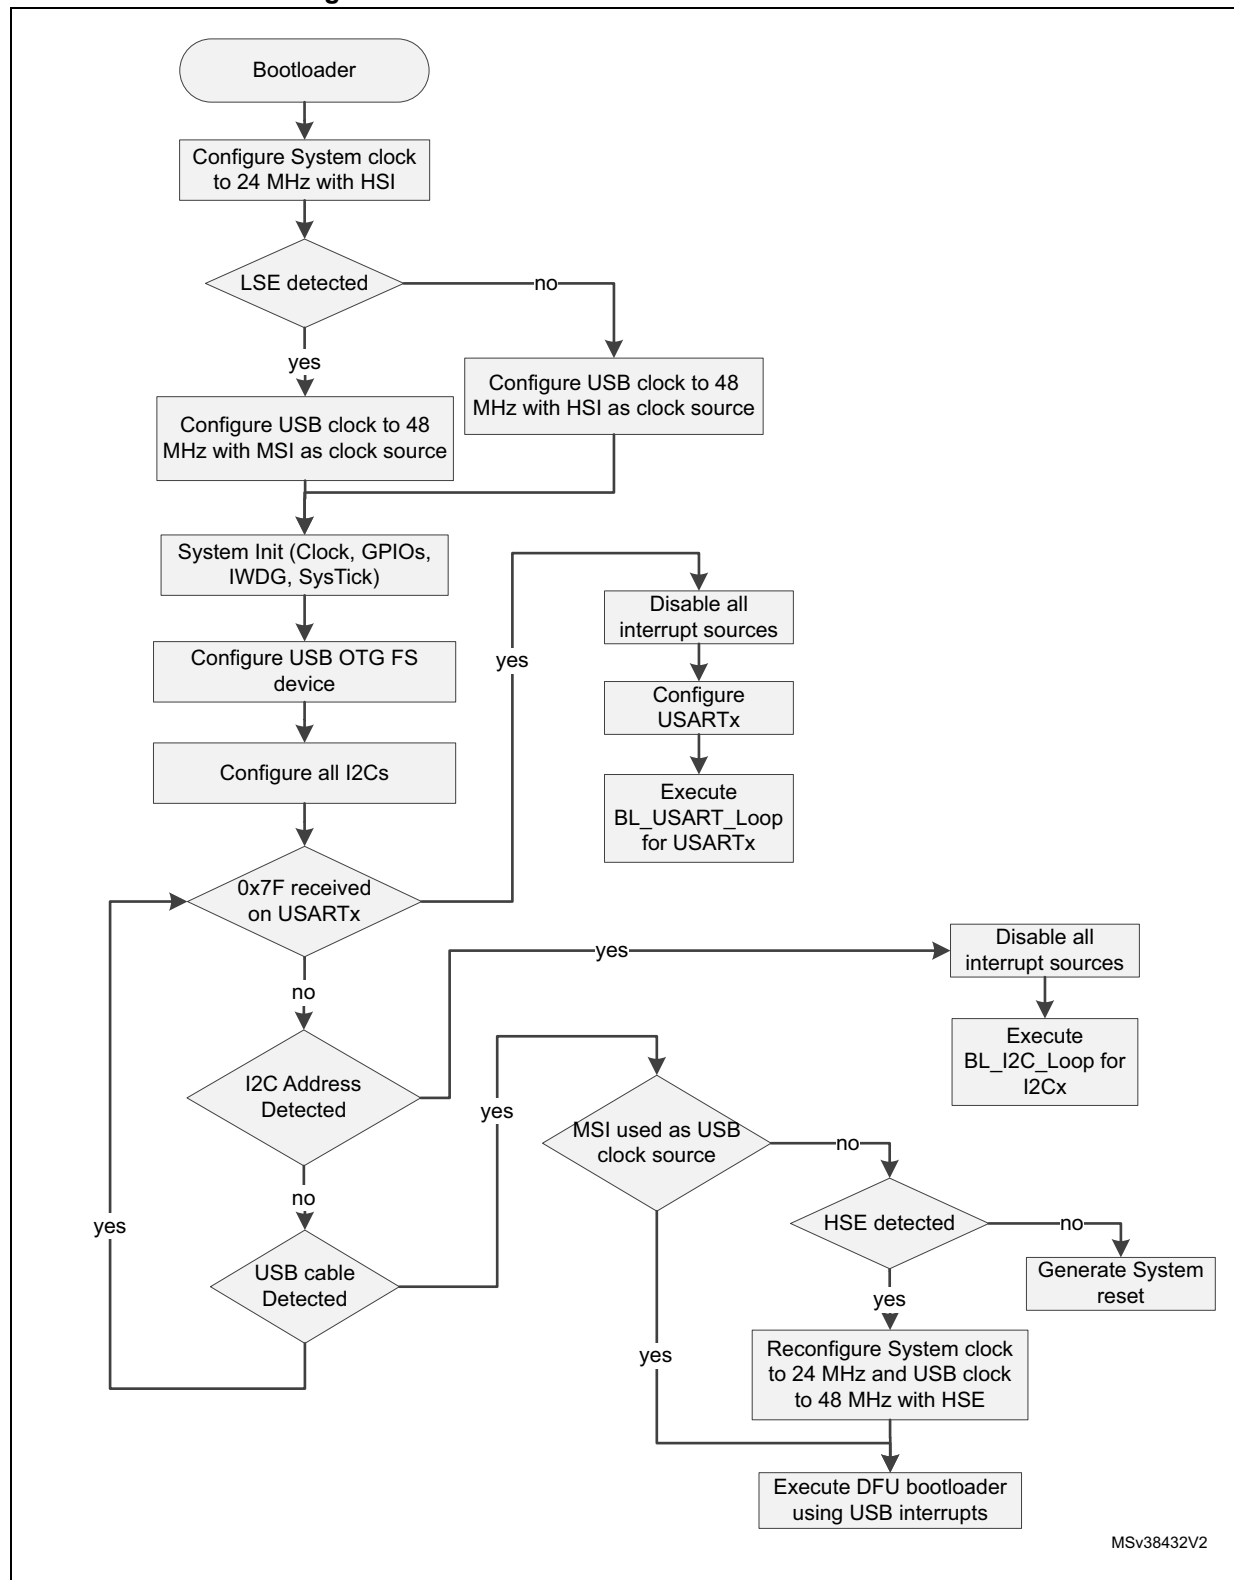 Bootloader
Configure System clock
to 24 MHz with HSI
LSE detected
no
yes
Configure USB clock to 48
MHz with HSI as clock source
Configure USB clock to 48
MHz with MSI as clock source
System Init (Clock, GPIOs,
IWDG, SysTick)
Disable all
interrupt sources
yes
Configure USB OTG FS
device
Configure
USARTx
Configure all I2Cs
Execute
BL_USART_Loop
for USARTx
0x7F received
on USARTx
yes
Disable all
interrupt sources
no
Execute
BL_I2C_Loop for
I2Cx
I2C Address
Detected
yes
MSI used as USB
clock source
no
no
yes
HSE detected
no
USB cable
Detected
Generate System
reset
yes
Reconfigure System clock
to 24 MHz and USB clock
to 48 MHz with HSE
yes
Execute DFU bootloader
using USB interrupts
MSv38432V2